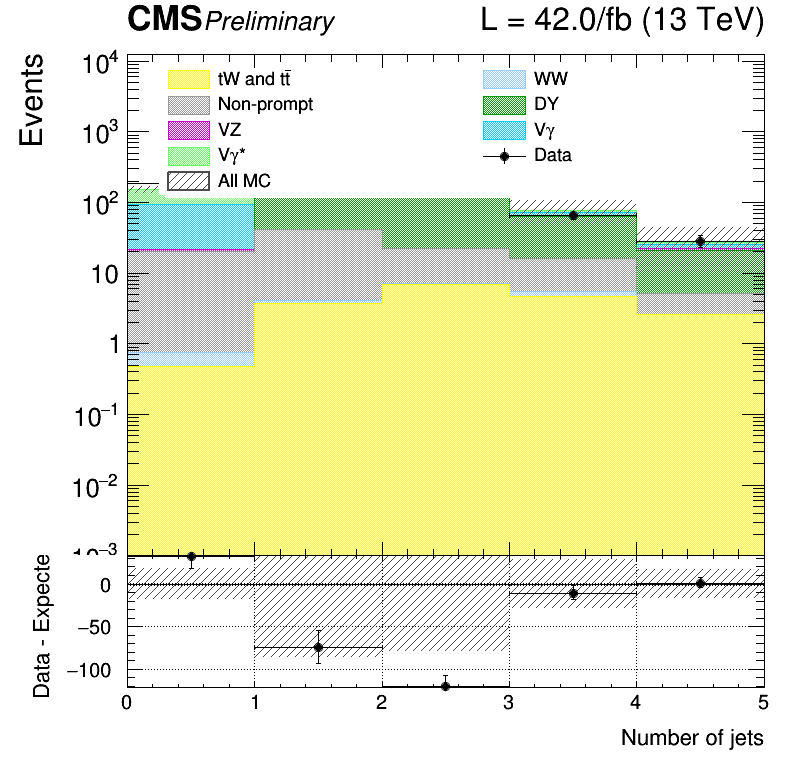 CMS Preliminary L = 42.0/fb (13 TeV)
Events
10⁴
10³
10²
10
1
10⁻¹
10⁻²
10⁻³
tW and tt̄
Non-prompt
VZ
Vγ*
All MC
WW
DY
Vγ
Data
Data - Expecte
0
−50
−100
0 1 2 3 4 5
Number of jets